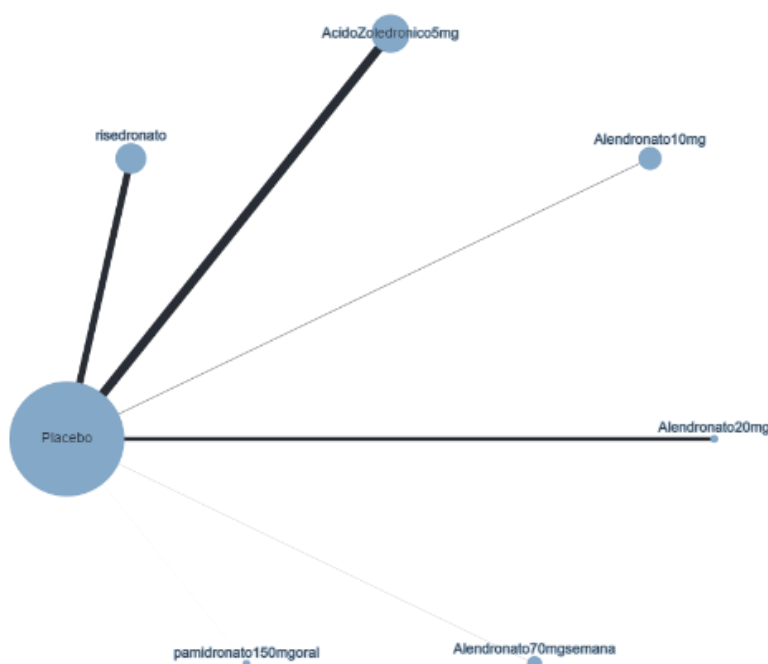 AcidoZoledronico5mg
risedronato
Alendronato10mg
Alendronato20mg
Placebo
Alendronato70mgsemana
pamidronato150mgoral